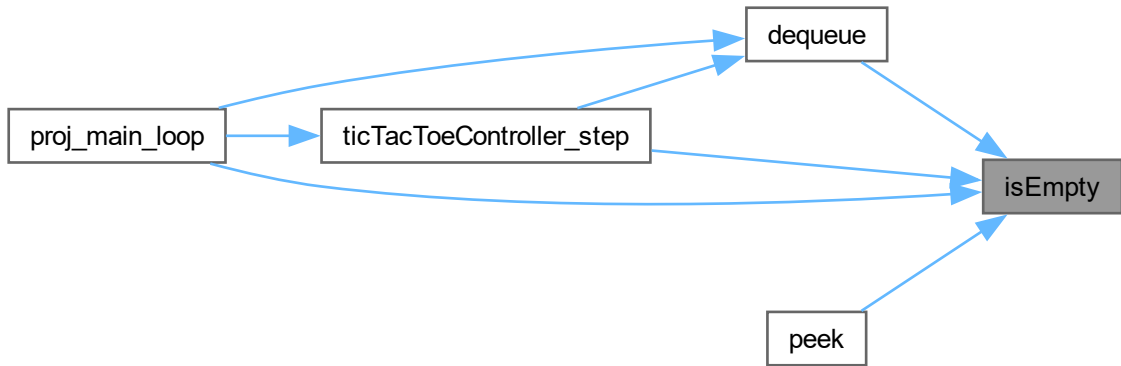 dequeue
proj_main_loop
ticTacToeController_step
isEmpty
peek